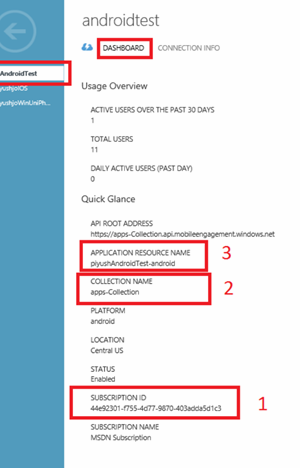 androidtest
DASHBOARD CONNECTION INFO
AndroidTest
yushjoiOS
yushjoWinUniPh...
Usage Overview
ACTIVE USERS OVER THE PAST 30 DAYS
1
TOTAL USERS
11
DAILY ACTIVE USERS (PAST DAY)
0
Quick Glance
API ROOT ADDRESS
https://apps-Collection.api.mobileengagement.windows.net
APPLICATION RESOURCE NAME
piyushAndroidTest-android
3
COLLECTION NAME
apps-Collection
2
PLATFORM
android
LOCATION
Central US
STATUS
Enabled
SUBSCRIPTION ID
44e92301-f755-4d77-9870-403adda5d1c3
1
SUBSCRIPTION NAME
MSDN Subscription